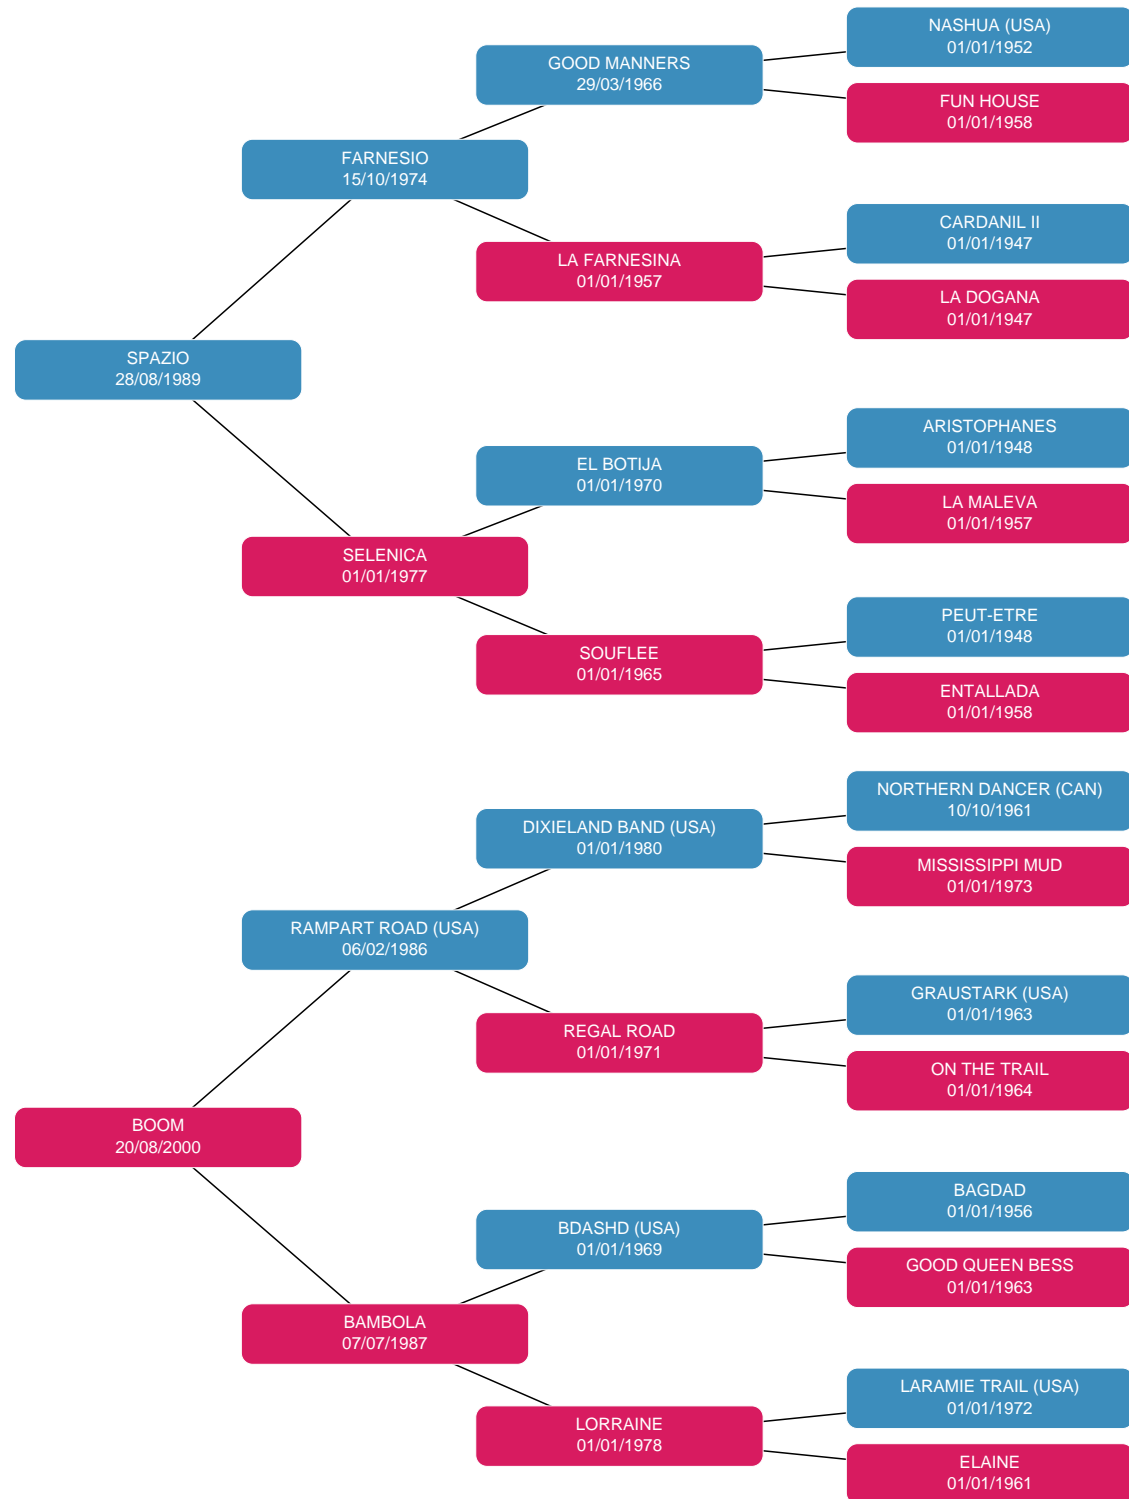 NASHUA (USA)
01/01/1952
GOOD MANNERS
29/03/1966
FUN HOUSE
01/01/1958
FARNESIO
15/10/1974
CARDANIL II
01/01/1947
LA FARNESINA
01/01/1957
LA DOGANA
01/01/1947
SPAZIO
28/08/1989
ARISTOPHANES
01/01/1948
EL BOTIJA
01/01/1970
LA MALEVA
01/01/1957
SELENICA
01/01/1977
PEUT-ETRE
01/01/1948
SOUFLEE
01/01/1965
ENTALLADA
01/01/1958
NORTHERN DANCER (CAN)
10/10/1961
DIXIELAND BAND (USA)
01/01/1980
MISSISSIPPI MUD
01/01/1973
RAMPART ROAD (USA)
06/02/1986
GRAUSTARK (USA)
01/01/1963
REGAL ROAD
01/01/1971
ON THE TRAIL
01/01/1964
BOOM
20/08/2000
BAGDAD
01/01/1956
BDASHD (USA)
01/01/1969
GOOD QUEEN BESS
01/01/1963
BAMBOLA
07/07/1987
LARAMIE TRAIL (USA)
01/01/1972
LORRAINE
01/01/1978
ELAINE
01/01/1961